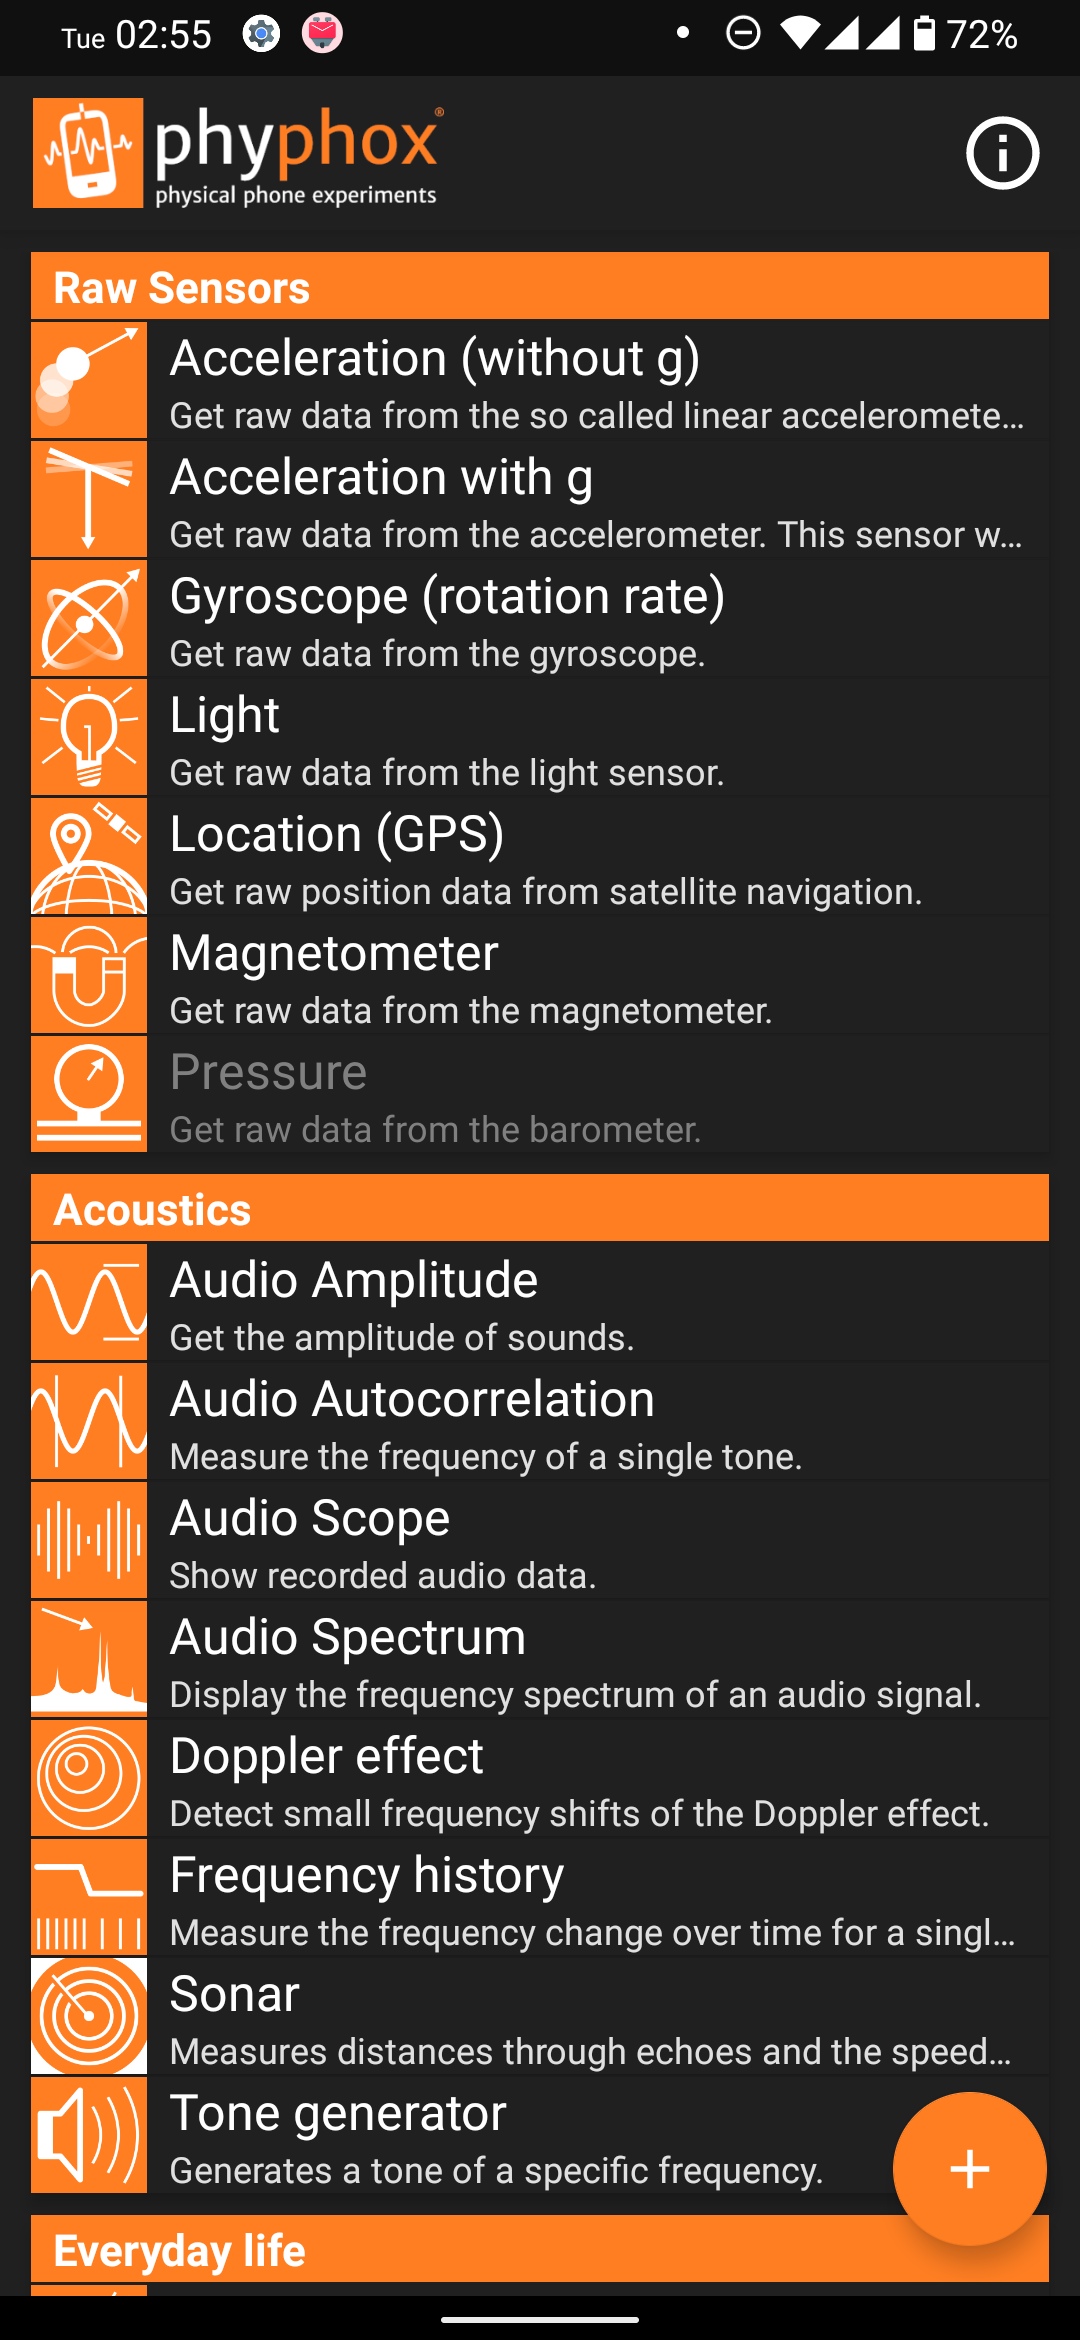 Tue 02:55 72%
phyphox®
physical phone experiments
Raw Sensors
Acceleration (without g)
Get raw data from the so called linear acceleromete...
Acceleration with g
Get raw data from the accelerometer. This sensor w...
Gyroscope (rotation rate)
Get raw data from the gyroscope.
Light
Get raw data from the light sensor.
Location (GPS)
Get raw position data from satellite navigation.
Magnetometer
Get raw data from the magnetometer.
Pressure
Get raw data from the barometer.
Acoustics
Audio Amplitude
Get the amplitude of sounds.
Audio Autocorrelation
Measure the frequency of a single tone.
Audio Scope
Show recorded audio data.
Audio Spectrum
Display the frequency spectrum of an audio signal.
Doppler effect
Detect small frequency shifts of the Doppler effect.
Frequency history
Measure the frequency change over time for a singl...
Sonar
Measures distances through echoes and the speed...
Tone generator
Generates a tone of a specific frequency.
Everyday life